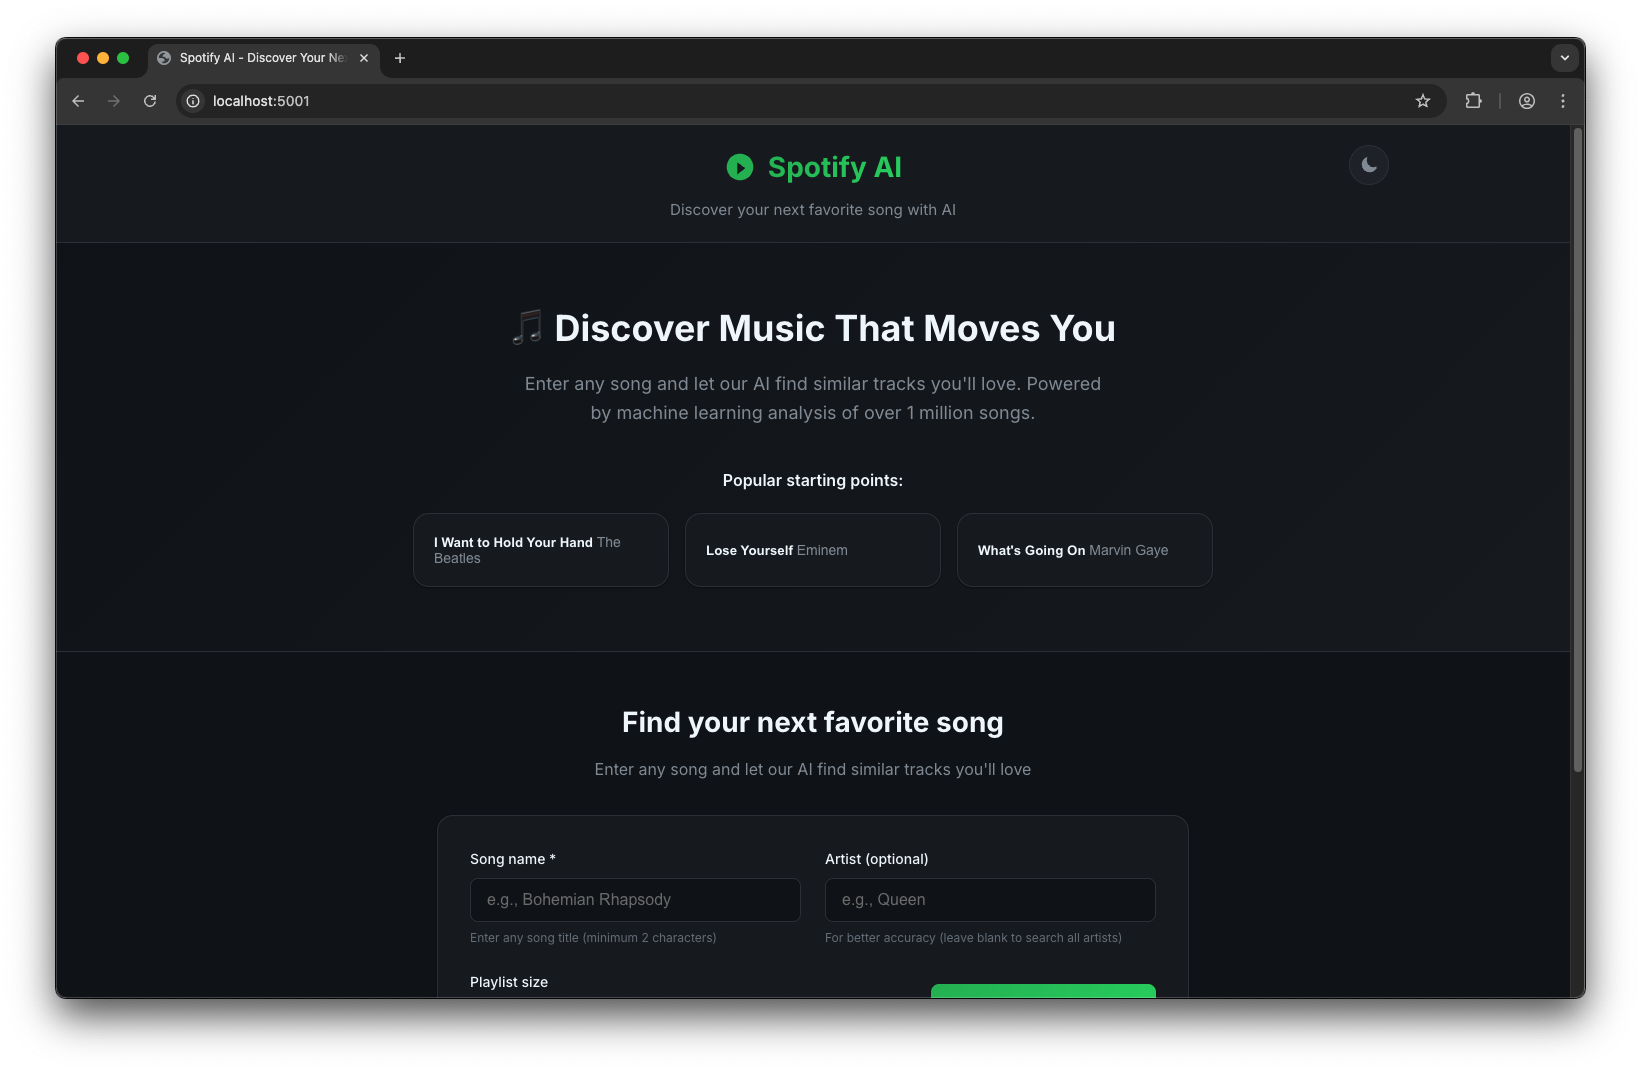 Spotify AI - Discover Your Ne
localhost:5001
Spotify AI
Discover your next favorite song with AI
Discover Music That Moves You
Enter any song and let our AI find similar tracks you'll love. Powered
by machine learning analysis of over 1 million songs.
Popular starting points:
I Want to Hold Your Hand The
Beatles
Lose Yourself Eminem
What's Going On Marvin Gaye
Find your next favorite song
Enter any song and let our AI find similar tracks you'll love
Song name *
Artist (optional)
e.g., Bohemian Rhapsody
e.g., Queen
Enter any song title (minimum 2 characters)
For better accuracy (leave blank to search all artists)
Playlist size